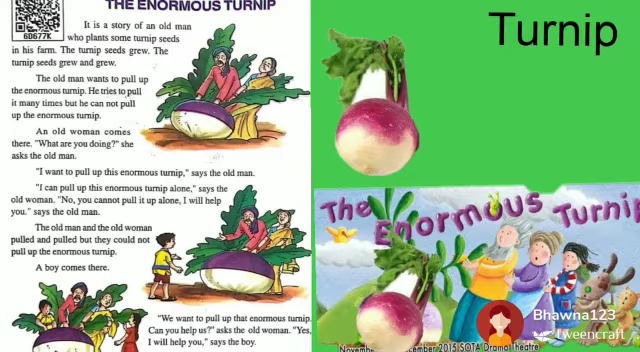 THE ENORMOUS TURNIP
6D677K
It is a story of an old man
who plants some turnip seeds
in his farm. The turnip seeds grew. The
turnip seeds grew and grew.
The old man wants to pull up
the enormous turnip. He tries to pull
it many times but he can not pull
up the enormous turnip.
An old woman comes
there. "What are you doing?" she
asks the old man.
"I want to pull up this enormous turnip," says the old man.
"I can pull up this enormous turnip alone," says the
old woman. "No, you cannot pull it up alone, I will help
you." says the old man.
The old man and the old woman
pulled and pulled but they could not
pull up the enormous turnip.
A boy comes there.
"We want to pull up that enormous turnip.
Can you help us?" asks the old woman. "Yes,
I will help you," says the boy.
Turnip
The Enormous Turnip
Bhawna123
Tweencraft
2015 SOTA Drama Theatre